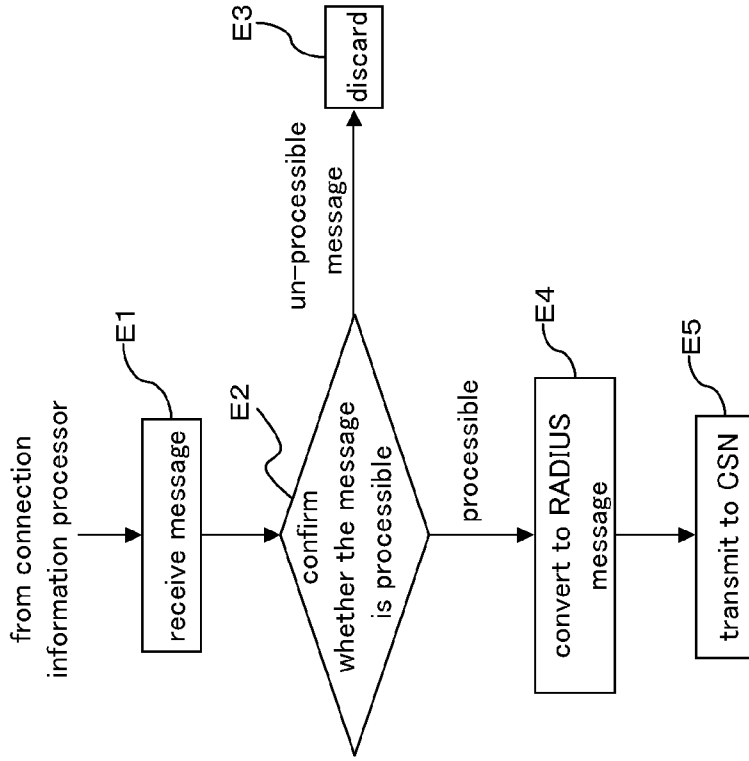 from connection
information processor
E1
receive message
E2
confirm
whether the message
is processible
un-processible
message
E3
discard
processible
E4
convert to RADIUS
message
E5
transmit to CSN